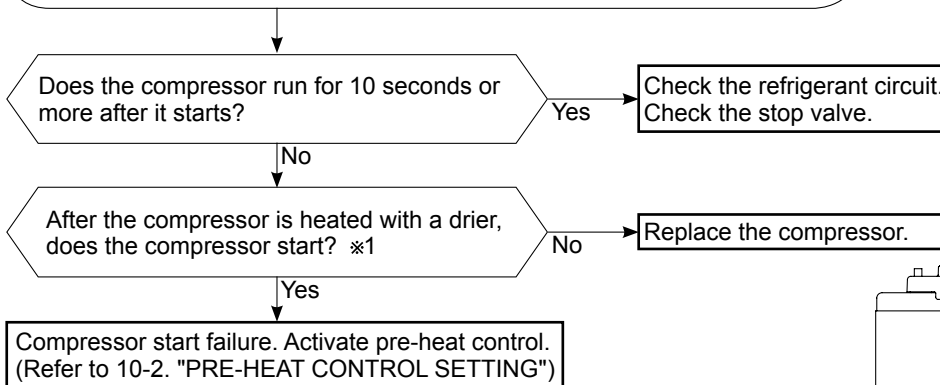 Does the compressor run for 10 seconds or
more after it starts?
Yes
Check the refrigerant circuit.
Check the stop valve.
No
After the compressor is heated with a drier,
does the compressor start? ※1
No
Replace the compressor.
Yes
Compressor start failure. Activate pre-heat control.
(Refer to 10-2. "PRE-HEAT CONTROL SETTING")